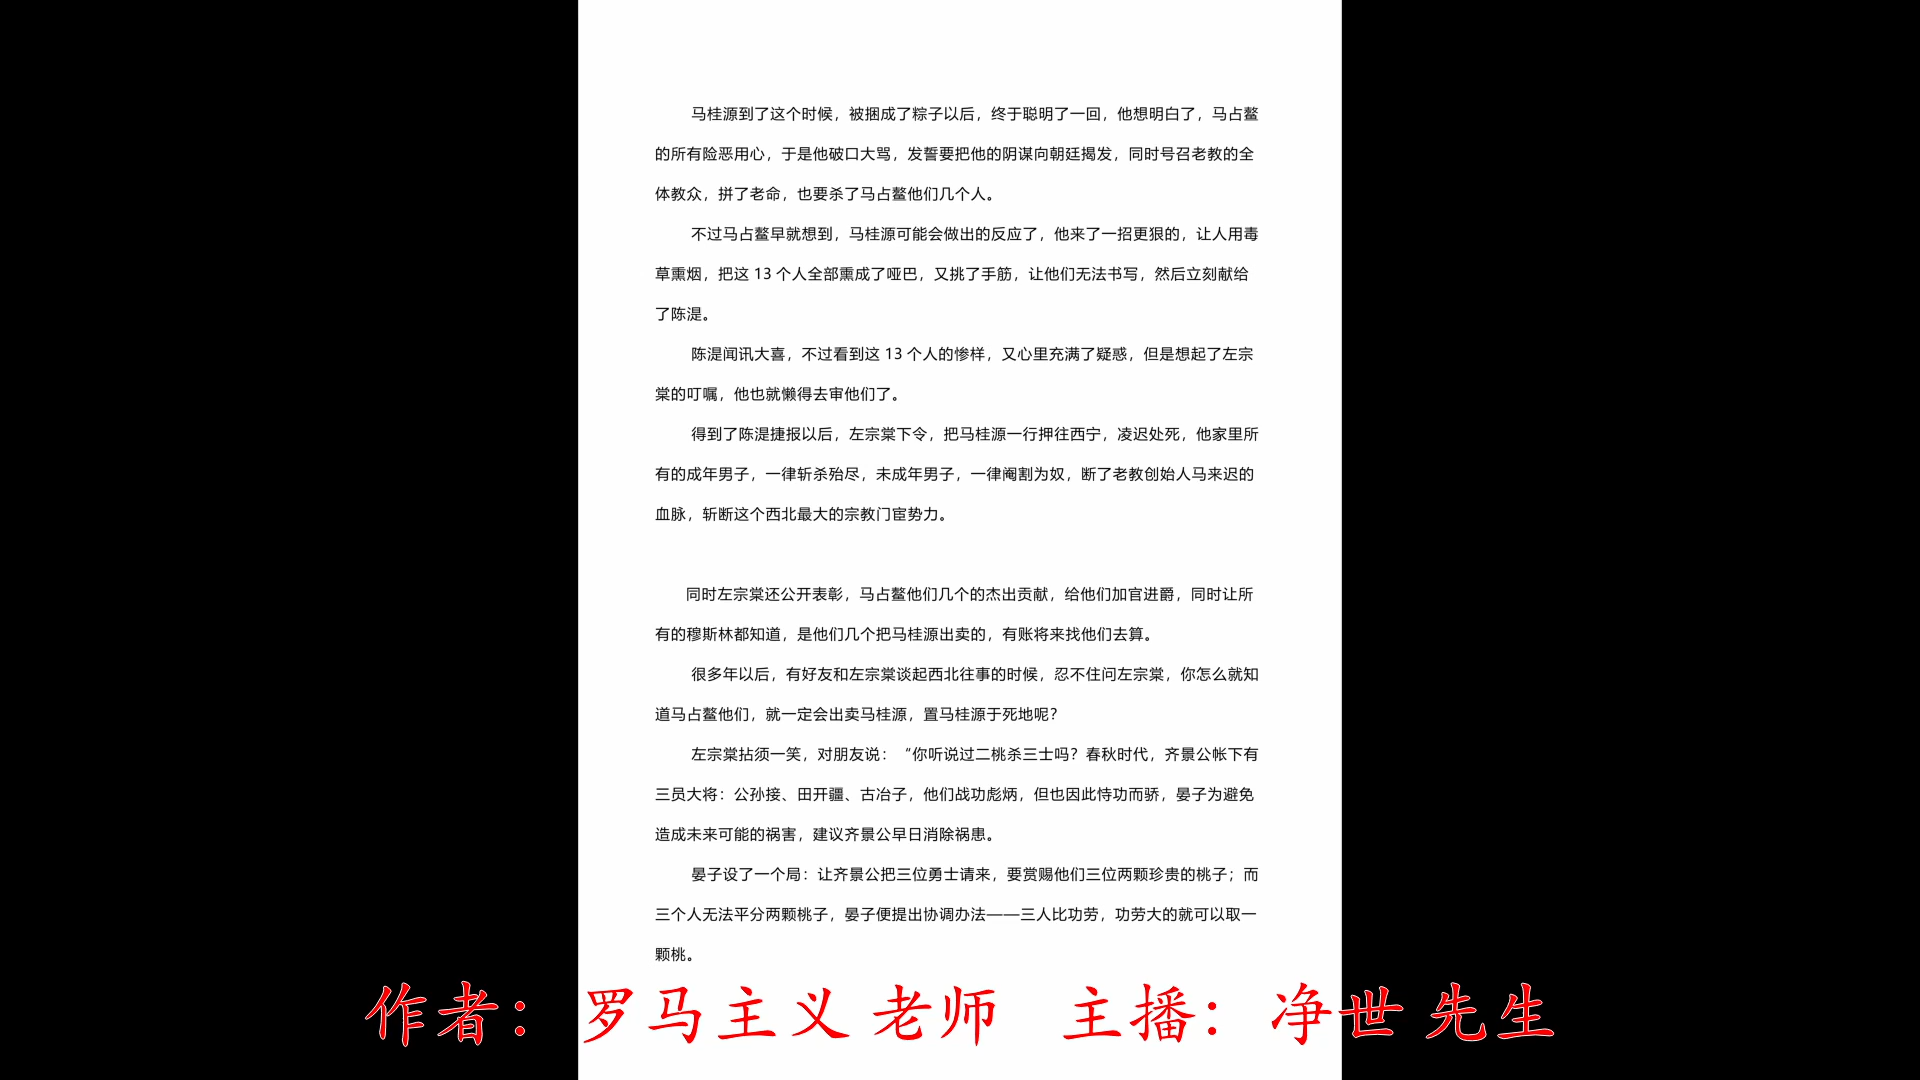 马桂源到了这个时候，被捆成了粽子以后，终于聪明了一回，他想明白了，马占鳌
的所有险恶用心，于是他破口大骂，发誓要把他的阴谋向朝廷揭发，同时号召老教的全
体教众，拼了老命，也要杀了马占鳌他们几个人。
不过马占鳌早就想到，马桂源可能会做出的反应了，他来了一招更狠的，让人用毒
草熏烟，把这 13 个人全部熏成了哑巴，又挑了手筋，让他们无法书写，然后立刻献给
了陈湜。
陈湜闻讯大喜，不过看到这 13 个人的惨样，又心里充满了疑惑，但是想起了左宗
棠的叮嘱，他也就懒得去审他们了。
得到了陈湜捷报以后，左宗棠下令，把马桂源一行押往西宁，凌迟处死，他家里所
有的成年男子，一律斩杀殆尽，未成年男子，一律阉割为奴，断了老教创始人马来迟的
血脉，斩断这个西北最大的宗教门宦势力。
同时左宗棠还公开表彰，马占鳌他们几个的杰出贡献，给他们加官进爵，同时让所
有的穆斯林都知道，是他们几个把马桂源出卖的，有账将来找他们去算。
很多年以后，有好友和左宗棠谈起西北往事的时候，忍不住问左宗棠，你怎么就知
道马占鳌他们，就一定会出卖马桂源，置马桂源于死地呢？
左宗棠拈须一笑，对朋友说：“你听说过二桃杀三士吗？春秋时代，齐景公帐下有
三员大将：公孙接、田开疆、古冶子，他们战功彪炳，但也因此恃功而骄，晏子为避免
造成未来可能的祸害，建议齐景公早日消除祸患。
晏子设了一个局：让齐景公把三位勇士请来，要赏赐他们三位两颗珍贵的桃子；而
三个人无法平分两颗桃子，晏子便提出协调办法——三人比功劳，功劳大的就可以取一
颗桃。
作者：罗马主义 老师 主播：净世 先生